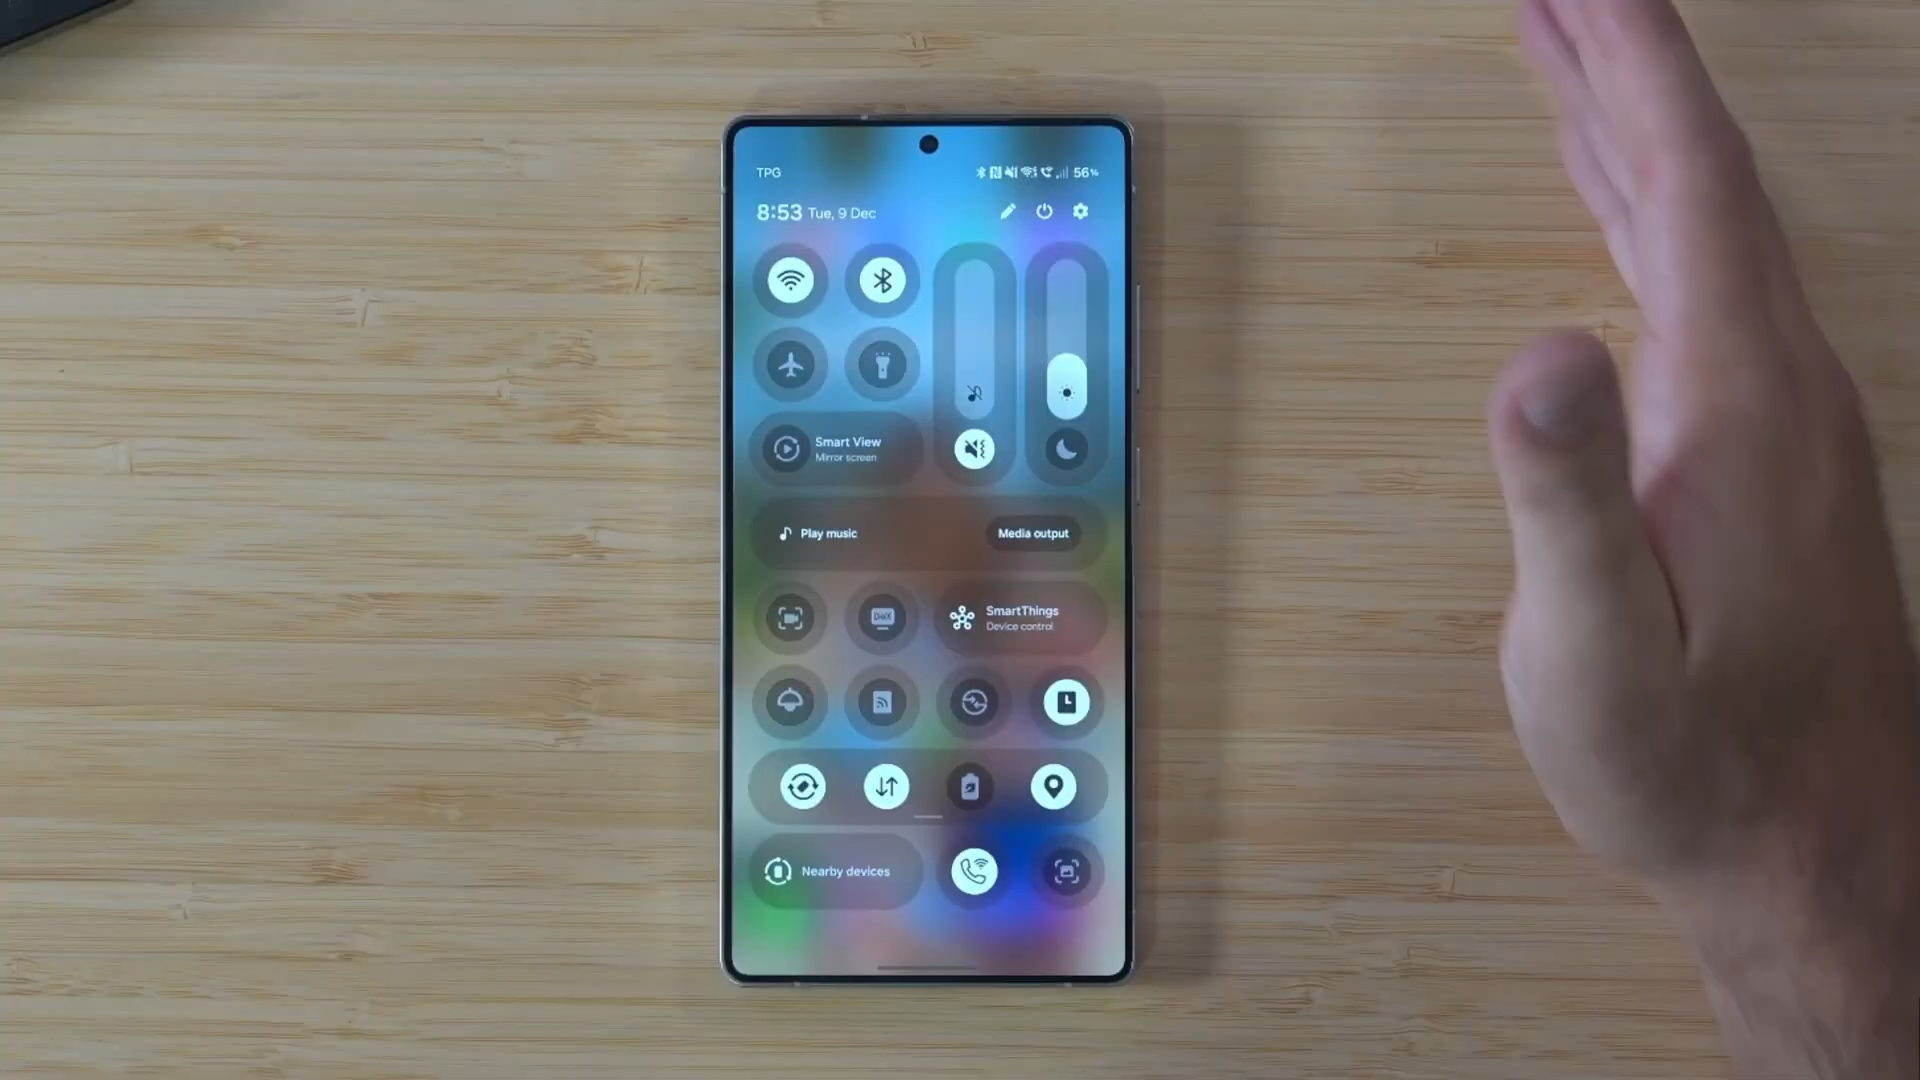 TPG 56%
8:53 Tue, 9 Dec
Smart View
Mirror screen
Play music Media output
DeX
SmartThings
Device control
Nearby devices